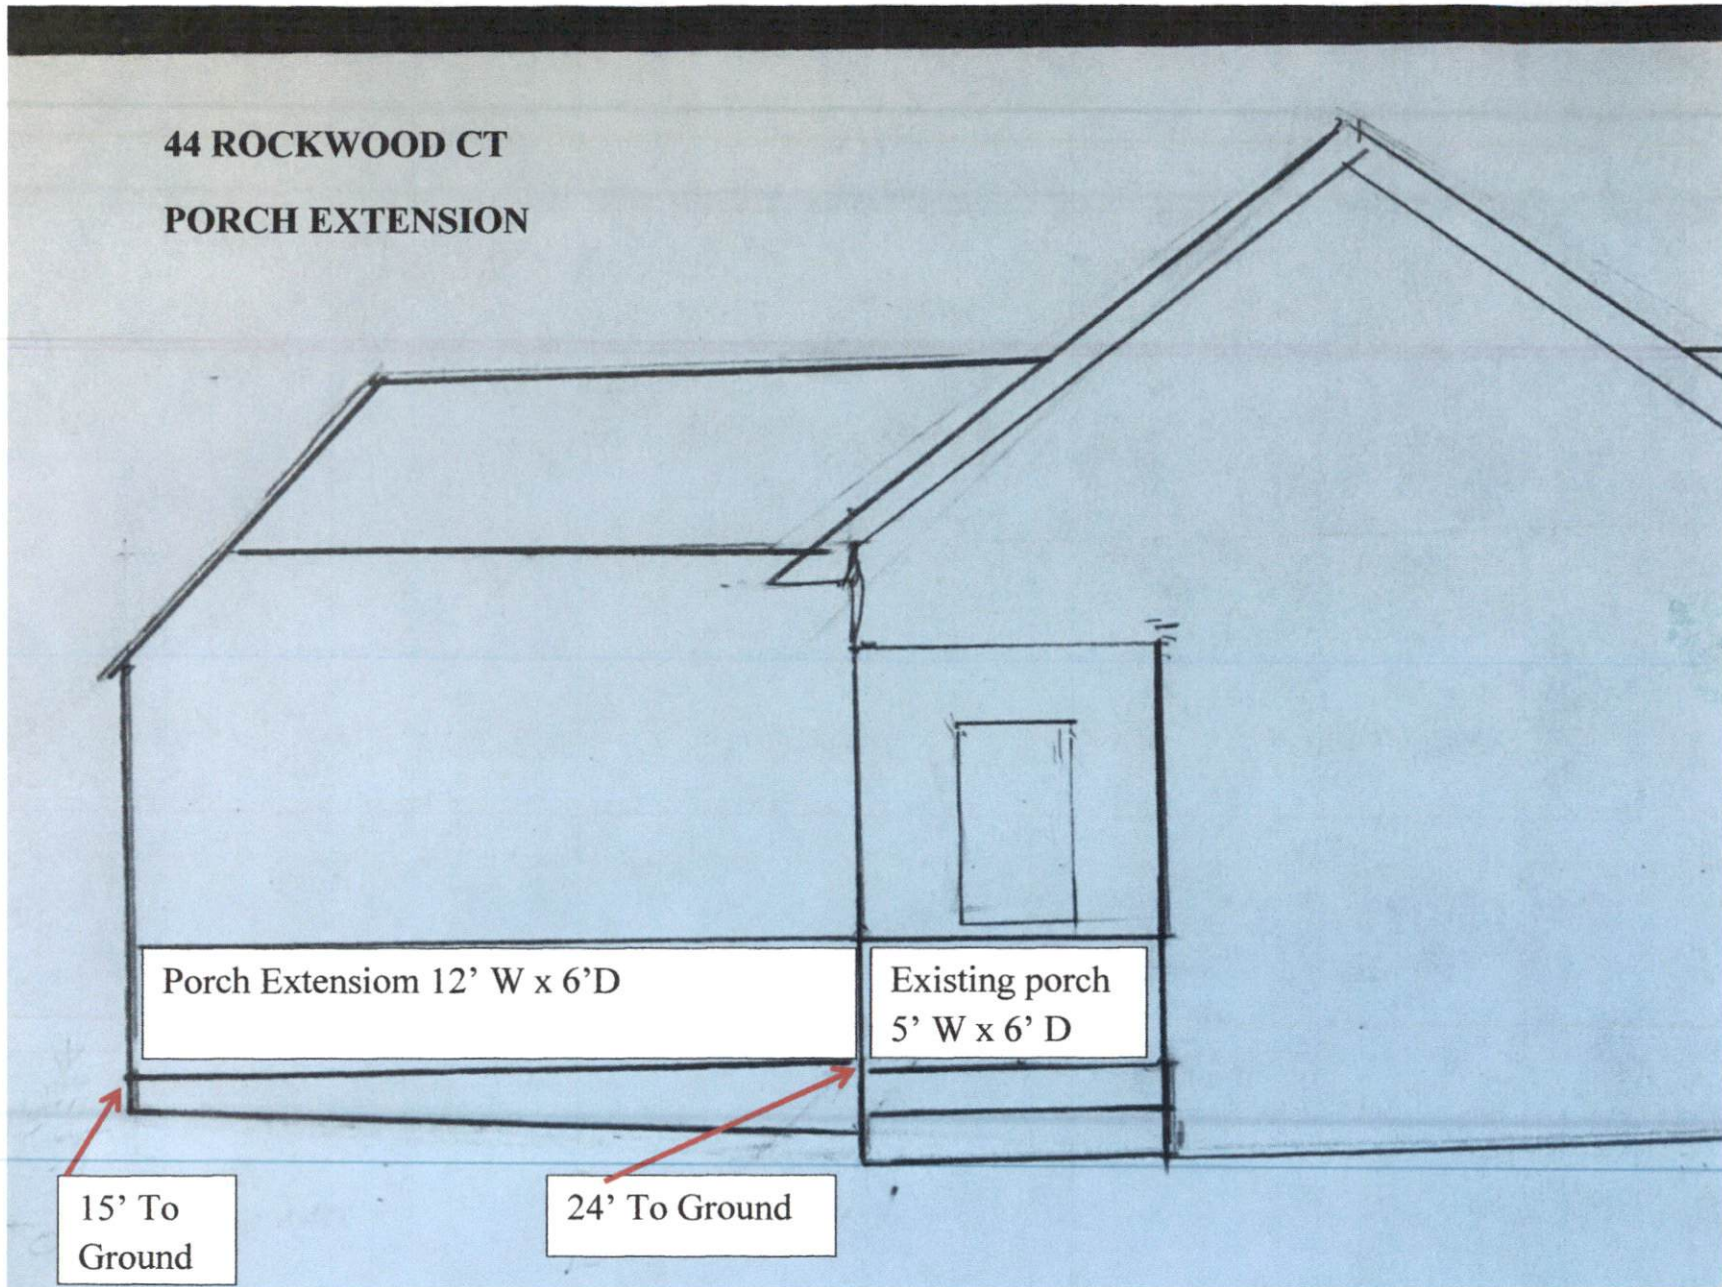 44 ROCKWOOD CT
PORCH EXTENSION
Porch Extensiom 12’ W x 6’D
Existing porch
5’ W x 6’ D
15’ To
Ground
24’ To Ground